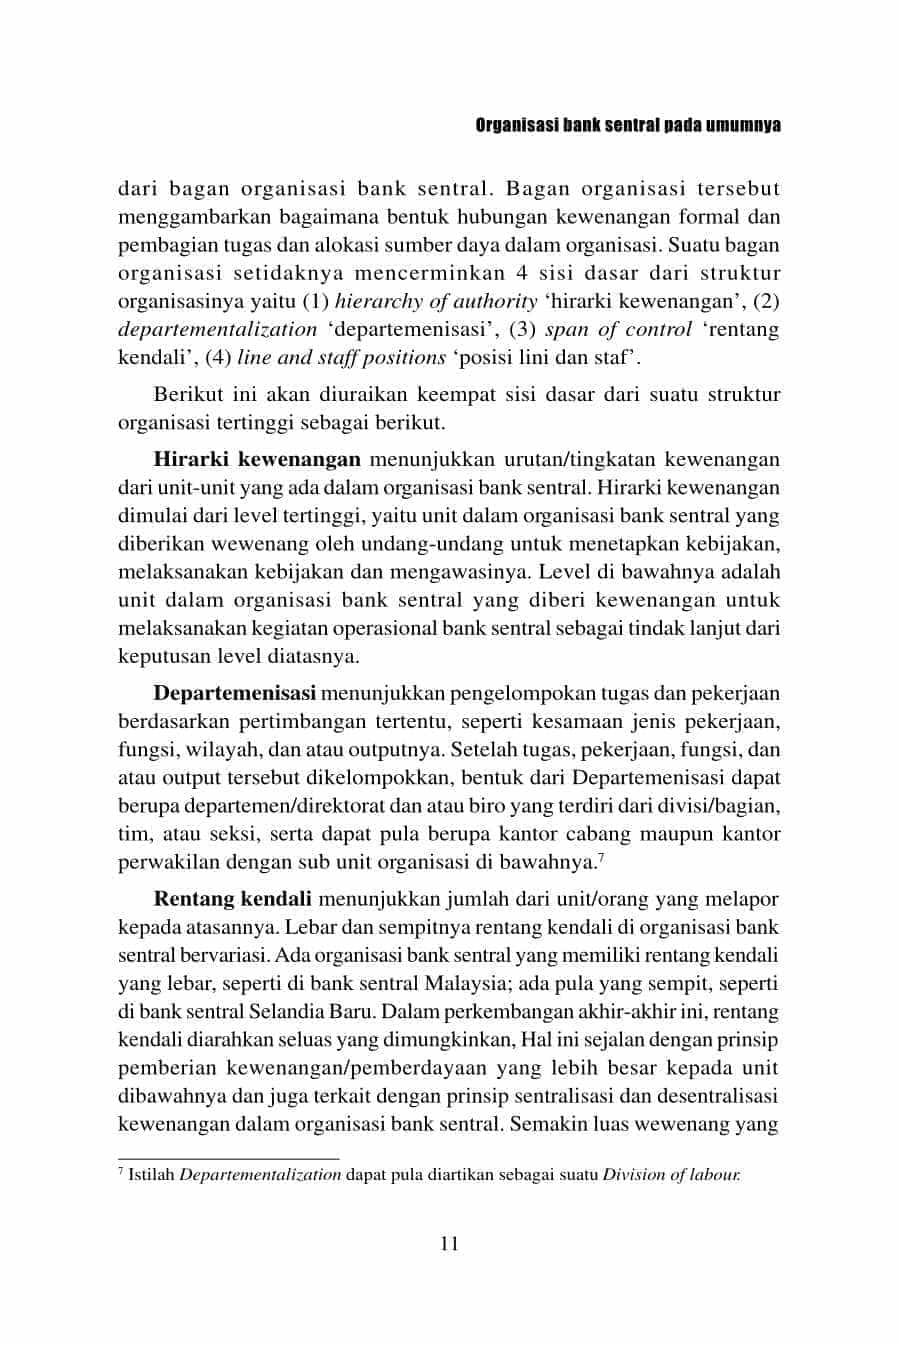 Organisasi bank sentral pada umumnya
dari bagan organisasi bank sentral. Bagan organisasi tersebut
menggambarkan bagaimana bentuk hubungan kewenangan formal dan
pembagian tugas dan alokasi sumber daya dalam organisasi. Suatu bagan
organisasi setidaknya mencerminkan 4 sisi dasar dari struktur
organisasinya yaitu (1) hierarchy of authority ‘hirarki kewenangan’, (2)
departementalization ‘departemenisasi’, (3) span of control ‘rentang
kendali’, (4) line and staff positions ‘posisi lini dan staf’.
Berikut ini akan diuraikan keempat sisi dasar dari suatu struktur
organisasi tertinggi sebagai berikut.
Hirarki kewenangan menunjukkan urutan/tingkatan kewenangan
dari unit-unit yang ada dalam organisasi bank sentral. Hirarki kewenangan
dimulai dari level tertinggi, yaitu unit dalam organisasi bank sentral yang
diberikan wewenang oleh undang-undang untuk menetapkan kebijakan,
melaksanakan kebijakan dan mengawasinya. Level di bawahnya adalah
unit dalam organisasi bank sentral yang diberi kewenangan untuk
melaksanakan kegiatan operasional bank sentral sebagai tindak lanjut dari
keputusan level diatasnya.
Departemenisasi menunjukkan pengelompokan tugas dan pekerjaan
berdasarkan pertimbangan tertentu, seperti kesamaan jenis pekerjaan,
fungsi, wilayah, dan atau outputnya. Setelah tugas, pekerjaan, fungsi, dan
atau output tersebut dikelompokkan, bentuk dari Departemenisasi dapat
berupa departemen/direktorat dan atau biro yang terdiri dari divisi/bagian,
tim, atau seksi, serta dapat pula berupa kantor cabang maupun kantor
perwakilan dengan sub unit organisasi di bawahnya.⁷
Rentang kendali menunjukkan jumlah dari unit/orang yang melapor
kepada atasannya. Lebar dan sempitnya rentang kendali di organisasi bank
sentral bervariasi. Ada organisasi bank sentral yang memiliki rentang kendali
yang lebar, seperti di bank sentral Malaysia; ada pula yang sempit, seperti
di bank sentral Selandia Baru. Dalam perkembangan akhir-akhir ini, rentang
kendali diarahkan seluas yang dimungkinkan, Hal ini sejalan dengan prinsip
pemberian kewenangan/pemberdayaan yang lebih besar kepada unit
dibawahnya dan juga terkait dengan prinsip sentralisasi dan desentralisasi
kewenangan dalam organisasi bank sentral. Semakin luas wewenang yang
⁷ Istilah Departementalization dapat pula diartikan sebagai suatu Division of labour.
11